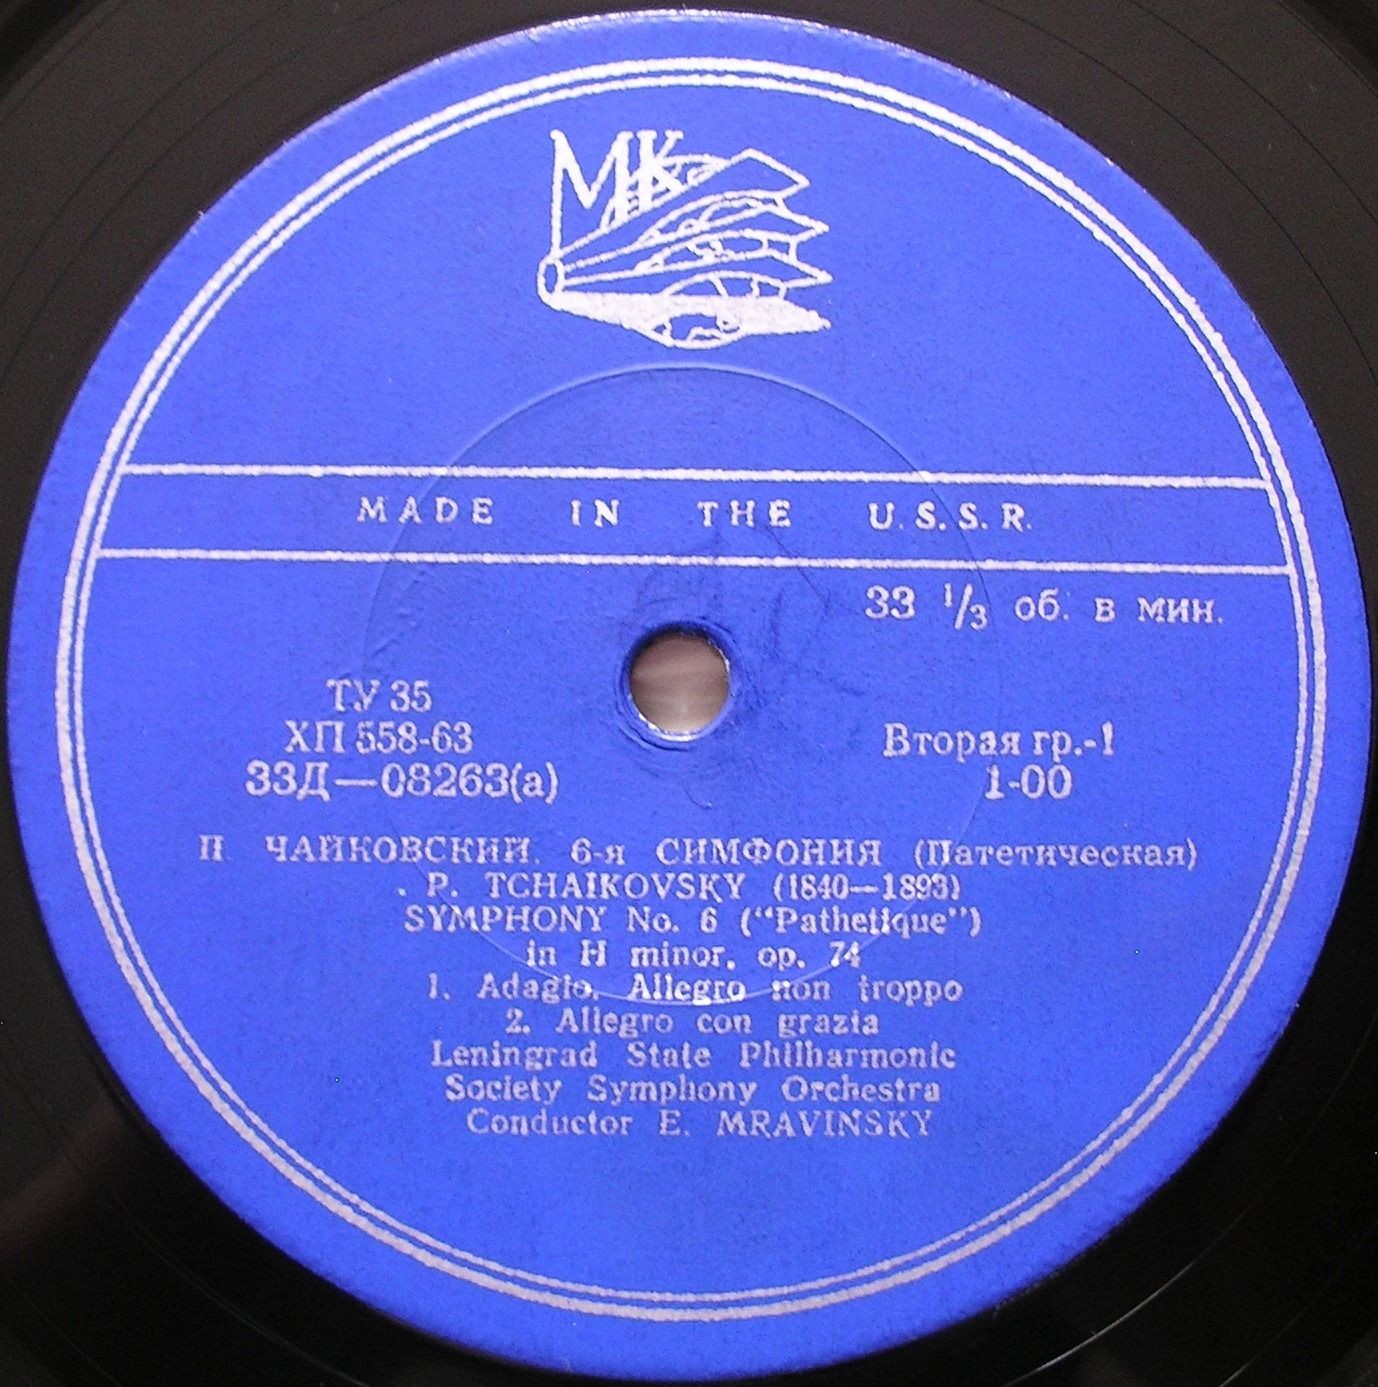 МК
MADE IN THE U.S.S.R.
33 1/3 об. в мин.
ТУ 35
ХП 558-63
33Д—08263(а)
Вторая гр.-1
1-00
П. ЧАЙКОВСКИЙ. 6-я СИМФОНИЯ (Патетическая)
P. TCHAIKOVSKY (1840—1893)
SYMPHONY No. 6 (“Pathetique”)
in H minor, op. 74
1. Adagio. Allegro non troppo
2. Allegro con grazia
Leningrad State Philharmonic
Society Symphony Orchestra
Conductor E. MRAVINSKY